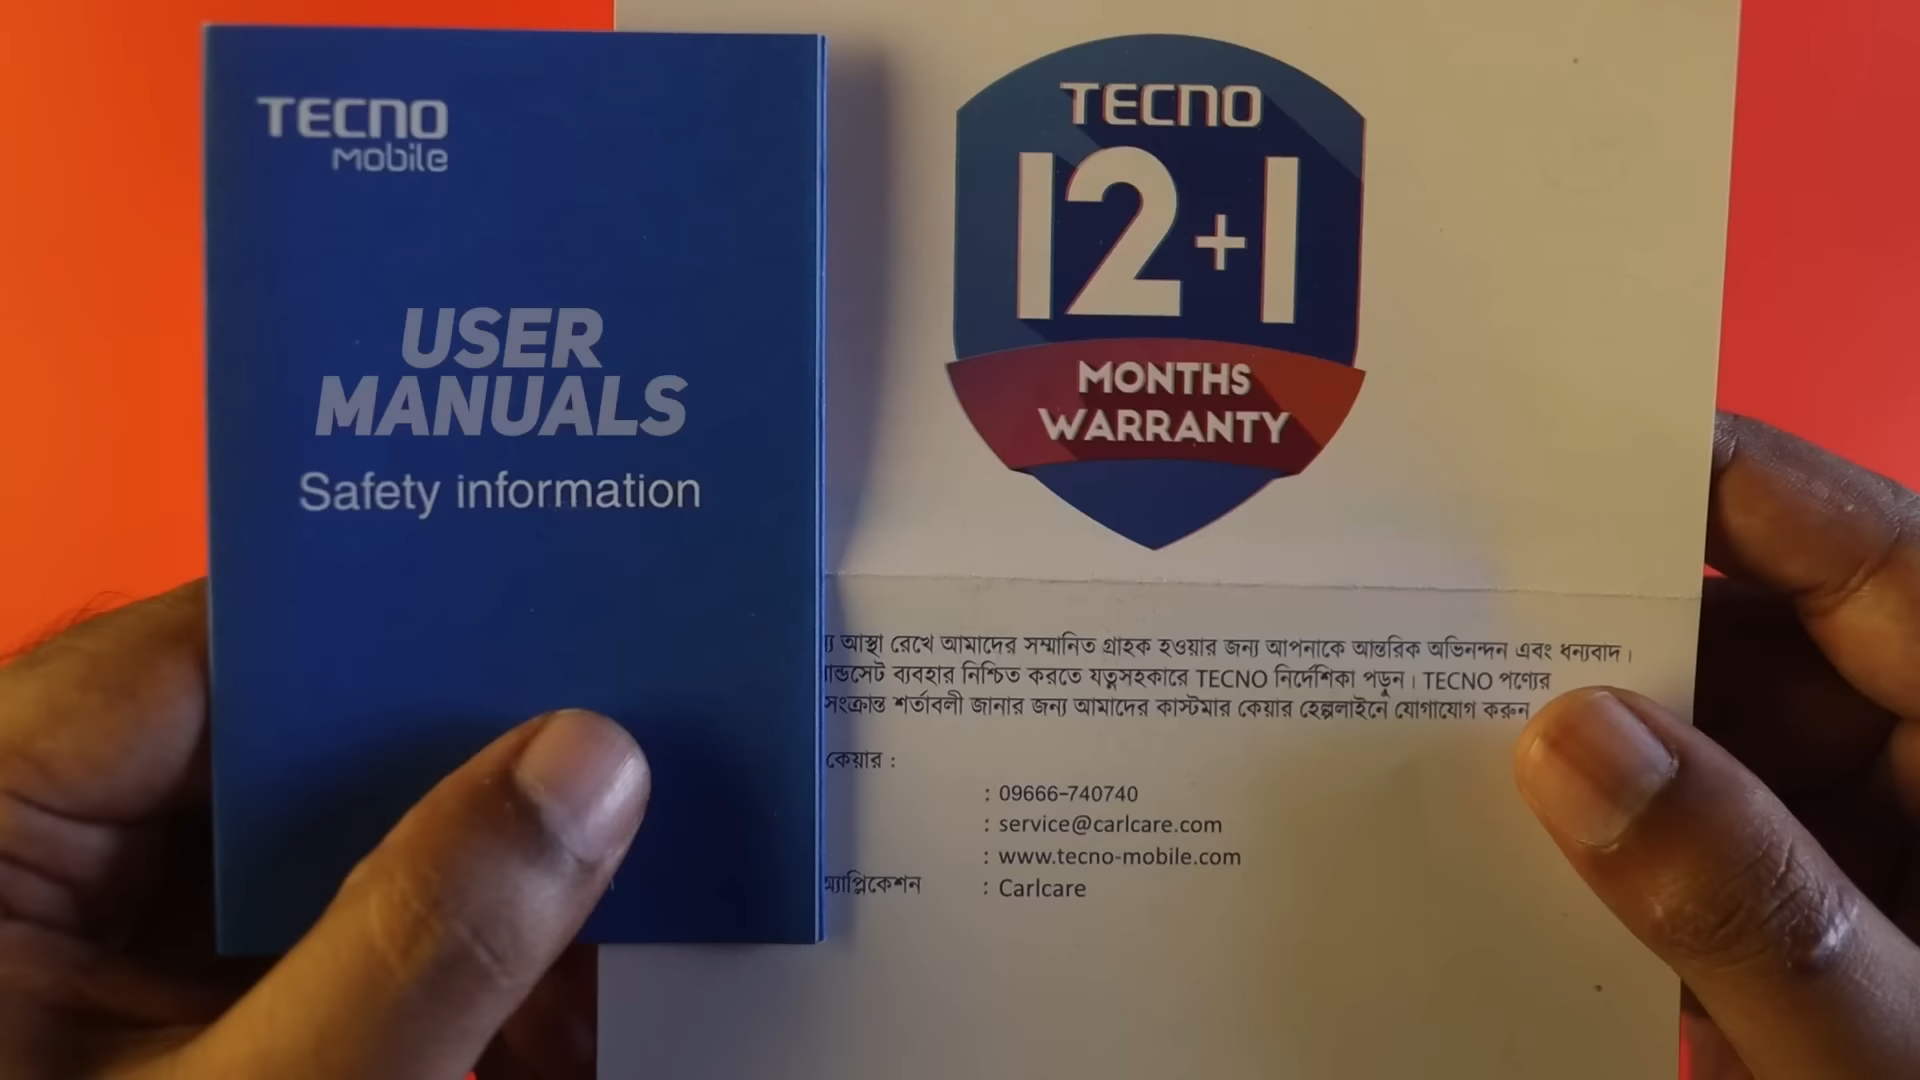 TECNO
mobile
USER
MANUALS
Safety information
TECNO
12+1
MONTHS
WARRANTY
আস্থা রেখে আমাদের সম্মানিত গ্রাহক হওয়ার জন্য আপনাকে আন্তরিক অভিনন্দন এবং ধন্যবাদ।
ব্যবহার নিশ্চিত করতে যত্নসহকারে TECNO নির্দেশিকা পড়ুন। TECNO পণ্যের
সংক্রান্ত শর্তাবলী জানার জন্য আমাদের কাস্টমার কেয়ার হেল্পলাইনে যোগাযোগ করুন
কেয়ার :
: 09666-740740
: service@carlcare.com
: www.tecno-mobile.com
অ্যাপ্লিকেশন : Carlcare